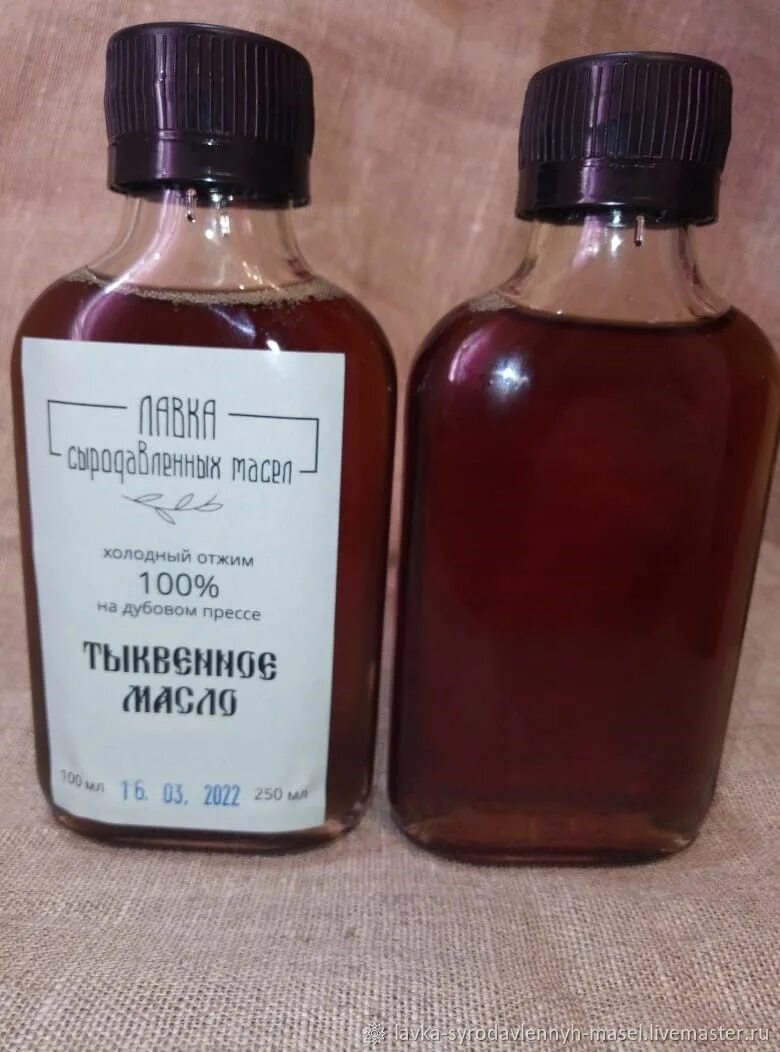 ЛАВКА
сыродавленных масел
холодный отжим
100%
на дубовом прессе
ТЫКВЕННОЕ
МАСЛО
100 мл 16. 03. 2022 250 мл
lavka-syrodavlennyh-masel.livemaster.ru